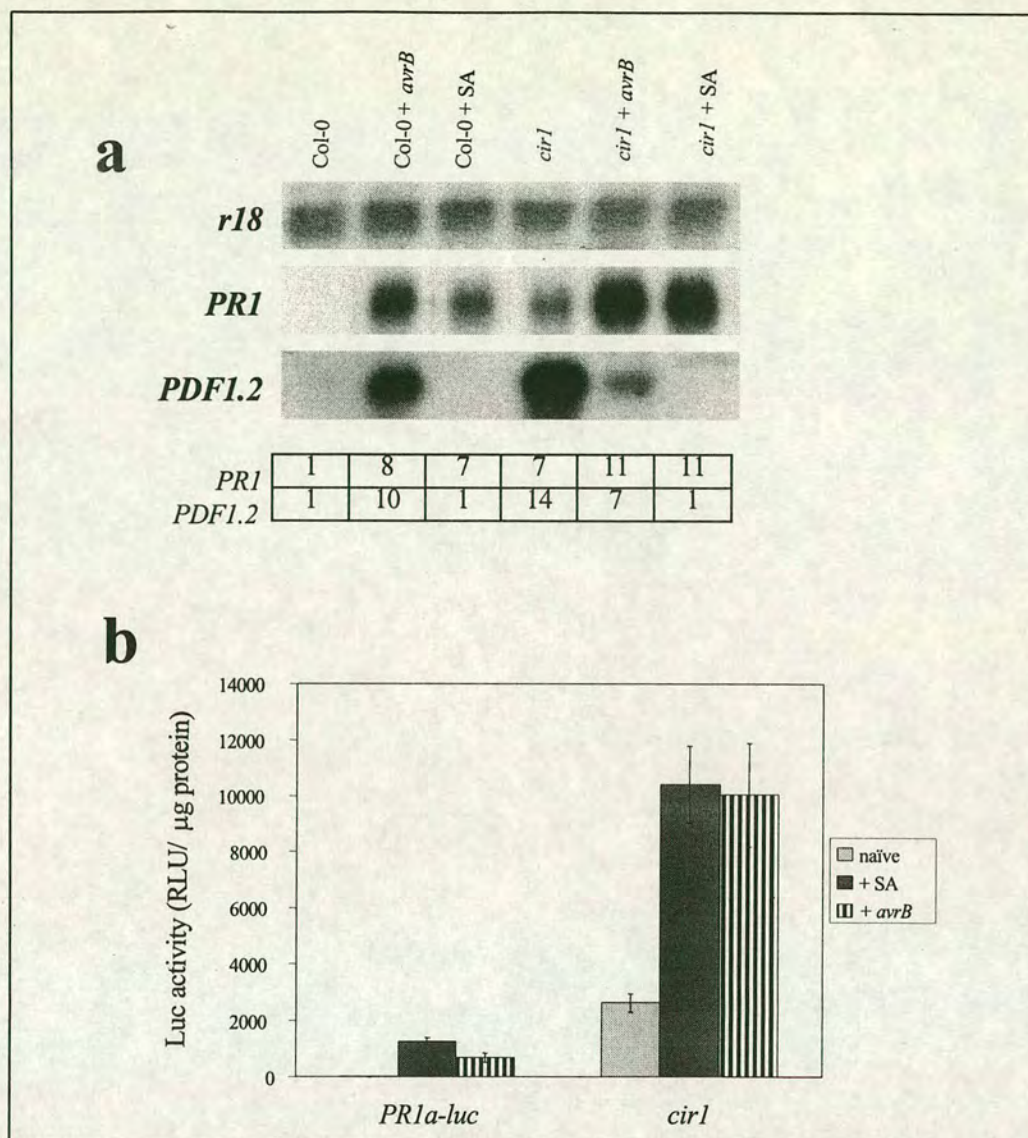 a
Col-0
Col-0 + avrB
Col-0 + SA
cir1
cir1 + avrB
cir1 + SA
r18
PR1
PDF1.2
PR1 1 8 7 7 11 11
PDF1.2 1 10 1 14 7 1
b
Luc activity (RLU/ µg protein)
14000
12000
10000
8000
6000
4000
2000
0
PR1a-luc
cir1
naïve
+ SA
+ avrB